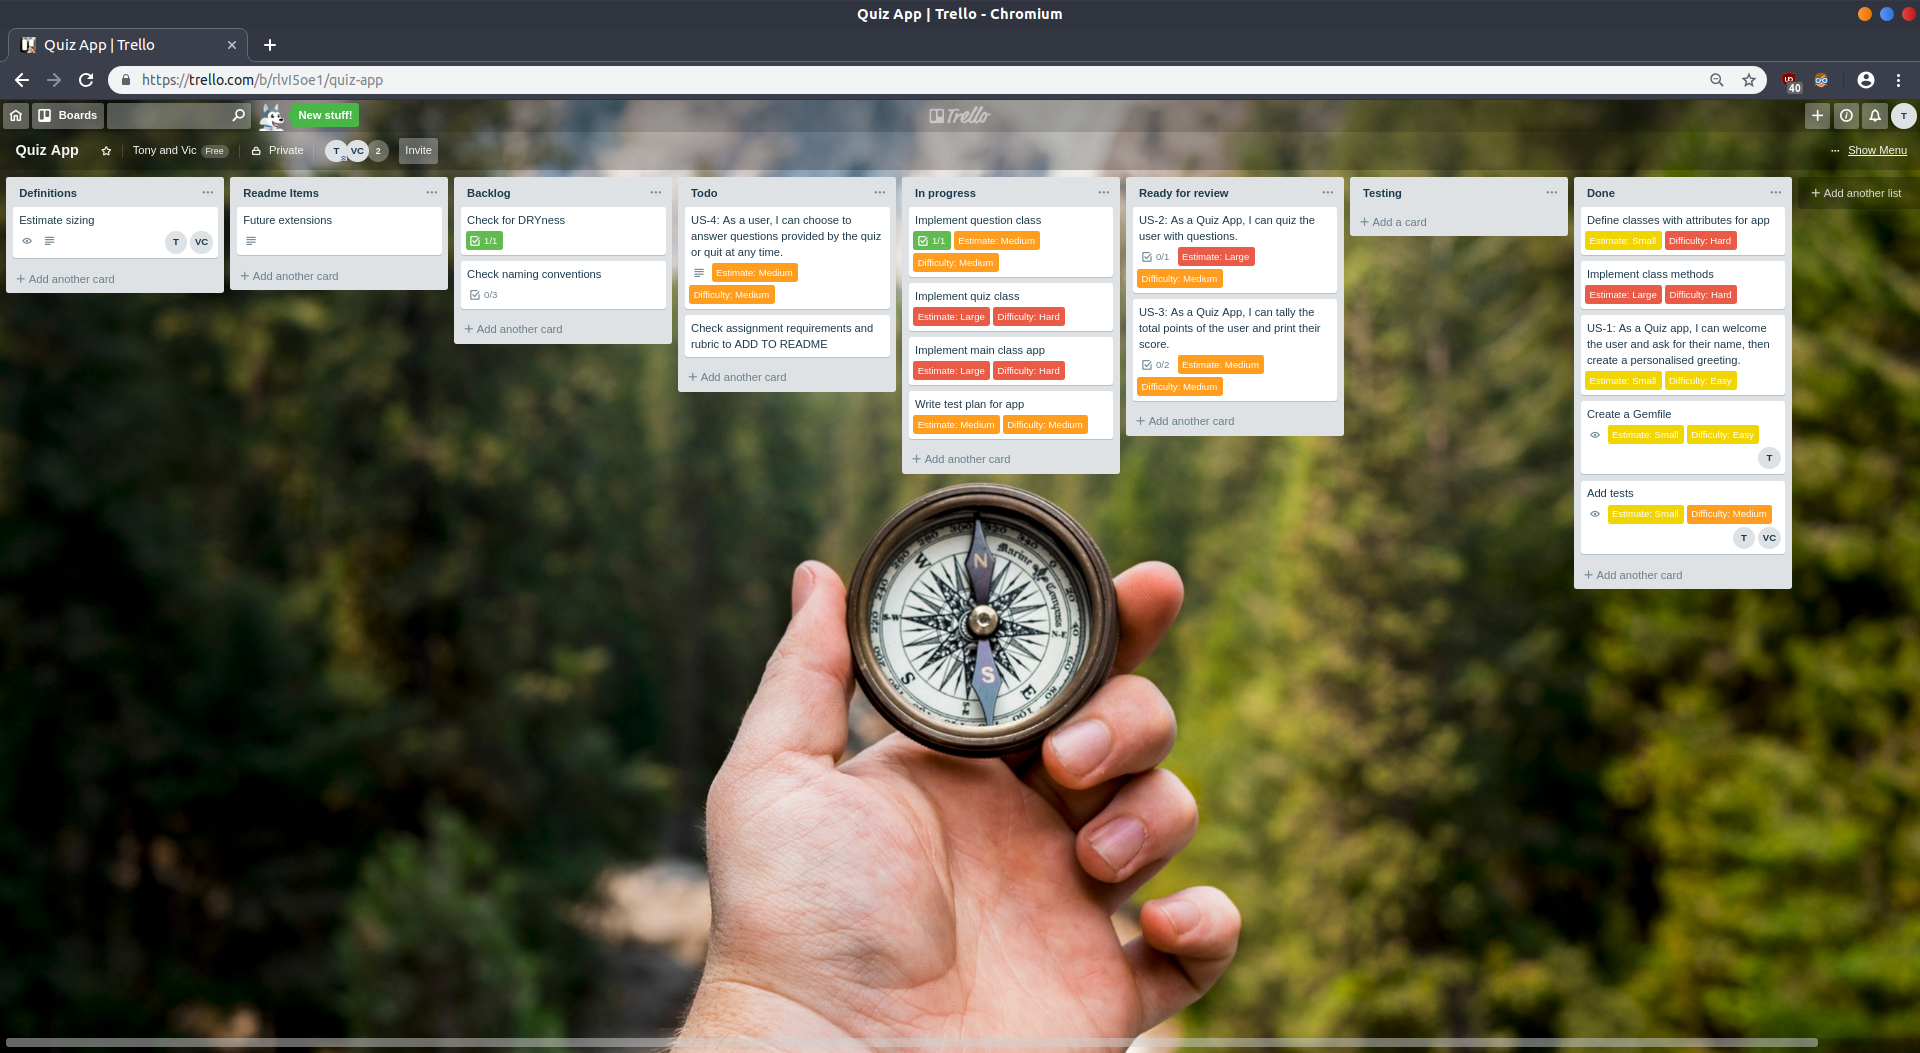 Quiz App | Trello - Chromium
Quiz App | Trello
https://trello.com/b/rlvI5oe1/quiz-app
40
Boards
New stuff!
Trello
T
Quiz App
Tony and Vic Free
Private
T VC 2
Invite
Show Menu
Definitions
Estimate sizing
T VC
+ Add another card
Readme Items
Future extensions
+ Add another card
Backlog
Check for DRYness
1/1
Check naming conventions
0/3
+ Add another card
Todo
US-4: As a user, I can choose to
answer questions provided by the quiz
or quit at any time.
Estimate: Medium
Difficulty: Medium
Check assignment requirements and
rubric to ADD TO README
+ Add another card
In progress
Implement question class
1/1 Estimate: Medium
Difficulty: Medium
Implement quiz class
Estimate: Large Difficulty: Hard
Implement main class app
Estimate: Large Difficulty: Hard
Write test plan for app
Estimate: Medium Difficulty: Medium
+ Add another card
Ready for review
US-2: As a Quiz App, I can quiz the
user with questions.
0/1 Estimate: Large
Difficulty: Medium
US-3: As a Quiz App, I can tally the
total points of the user and print their
score.
0/2 Estimate: Medium
Difficulty: Medium
+ Add another card
Testing
+ Add a card
Done
Define classes with attributes for app
Estimate: Small Difficulty: Hard
Implement class methods
Estimate: Large Difficulty: Hard
US-1: As a Quiz app, I can welcome
the user and ask for their name, then
create a personalised greeting.
Estimate: Small Difficulty: Easy
Create a Gemfile
Estimate: Small Difficulty: Easy
T
Add tests
Estimate: Small Difficulty: Medium
T VC
+ Add another card
+ Add another list
Marine Compass
N
W
S-W
N-E
S
S
E